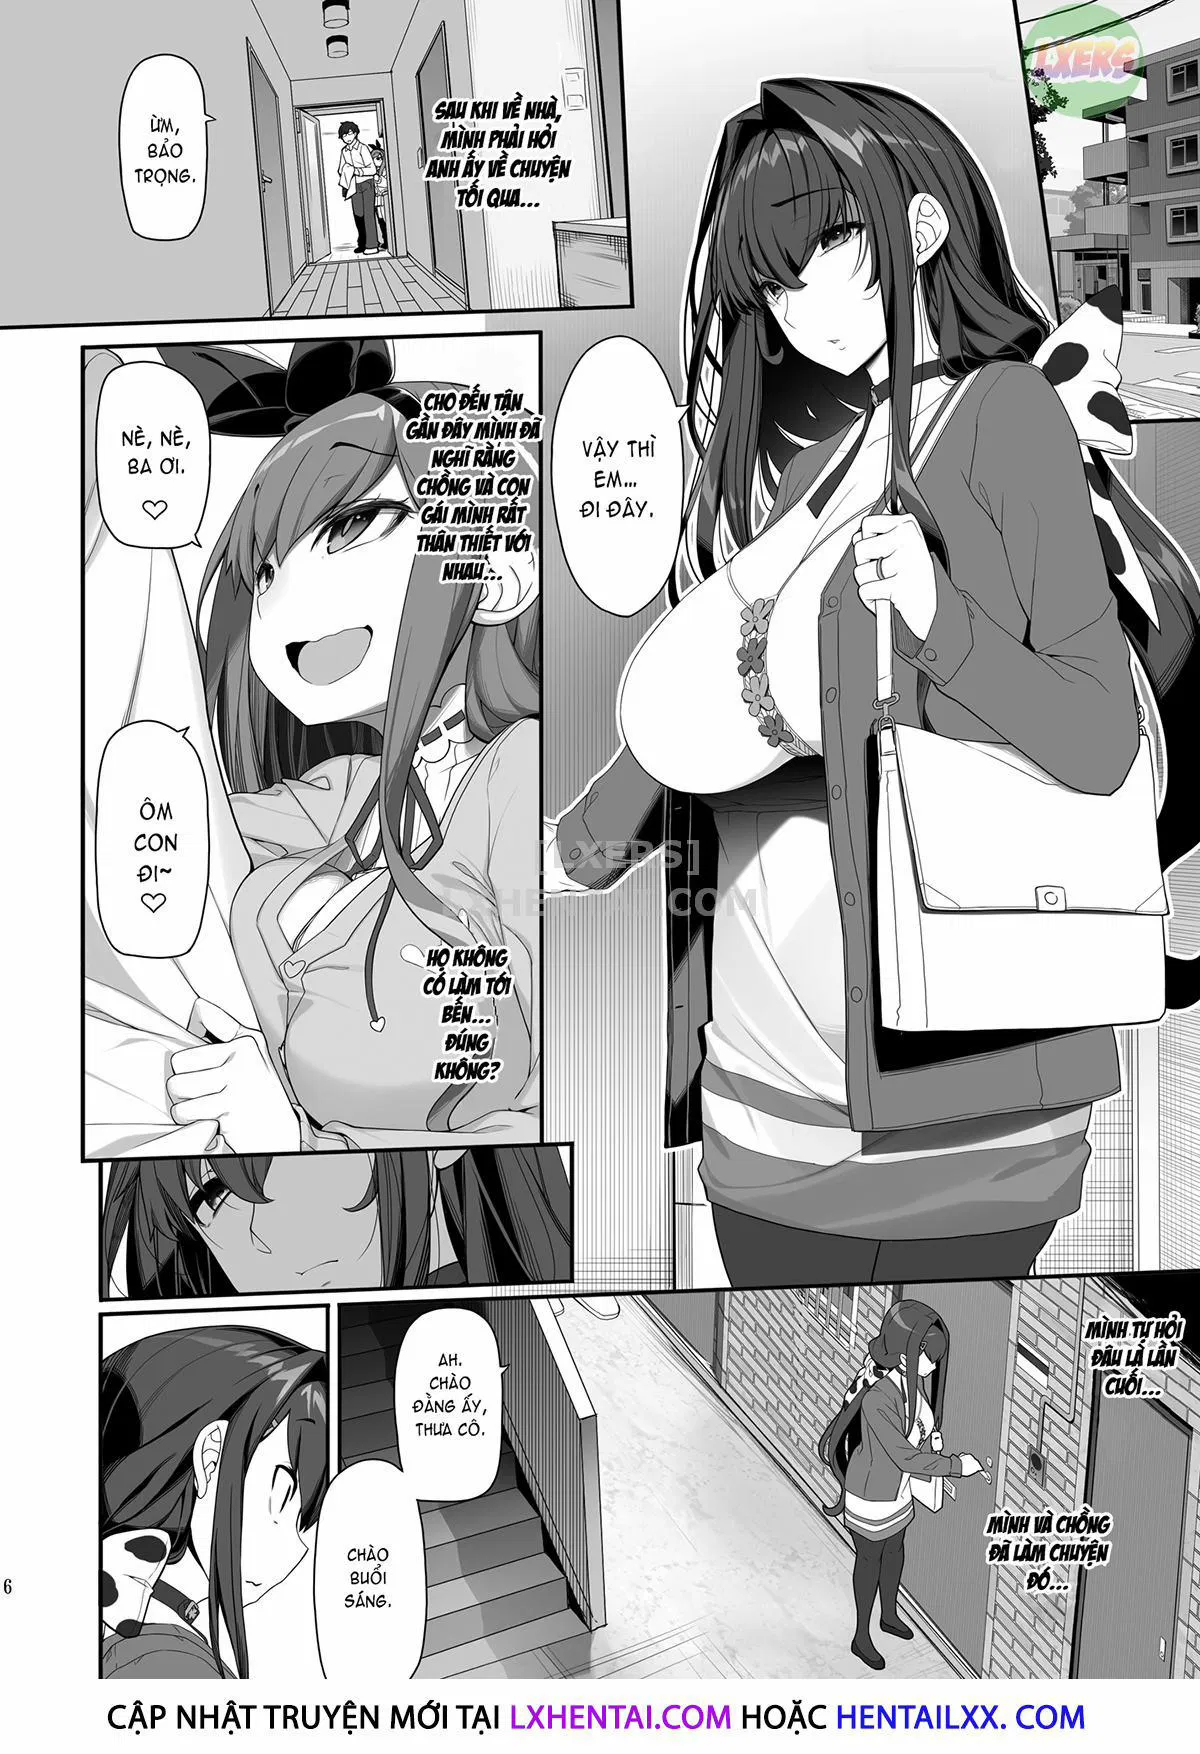 LXERS
SAU KHI VỀ NHÀ,
MÌNH PHẢI HỎI
ANH ẤY VỀ CHUYỆN
TỐI QUA...
ỪM,
BẢO
TRỌNG.
VẬY THÌ
EM...
ĐI ĐÂY.
CHO ĐẾN TẬN
GẦN ĐÂY MÌNH ĐÃ
NGHĨ RẰNG
CHỒNG VÀ CON
GÁI MÌNH RẤT
THÂN THIẾT VỚI
NHAU...
NÈ, NÈ,
BA ƠI.
♡
ÔM
CON
ĐI~
♡
[LXERS]
LXHENTAI.COM
HỌ KHÔNG
CÓ LÀM TỚI
BẾN...
ĐÚNG
KHÔNG?
MÌNH TỰ HỎI
ĐÂU LÀ LẦN
CUỐI...
MÌNH VÀ CHỒNG
ĐÃ LÀM CHUYỆN
ĐÓ...
AH.
CHÀO
ĐẰNG ẤY,
THƯA CÔ.
CHÀO
BUỔI
SÁNG.
6
CẬP NHẬT TRUYỆN MỚI TẠI LXHENTAI.COM HOẶC HENTAILXX. COM